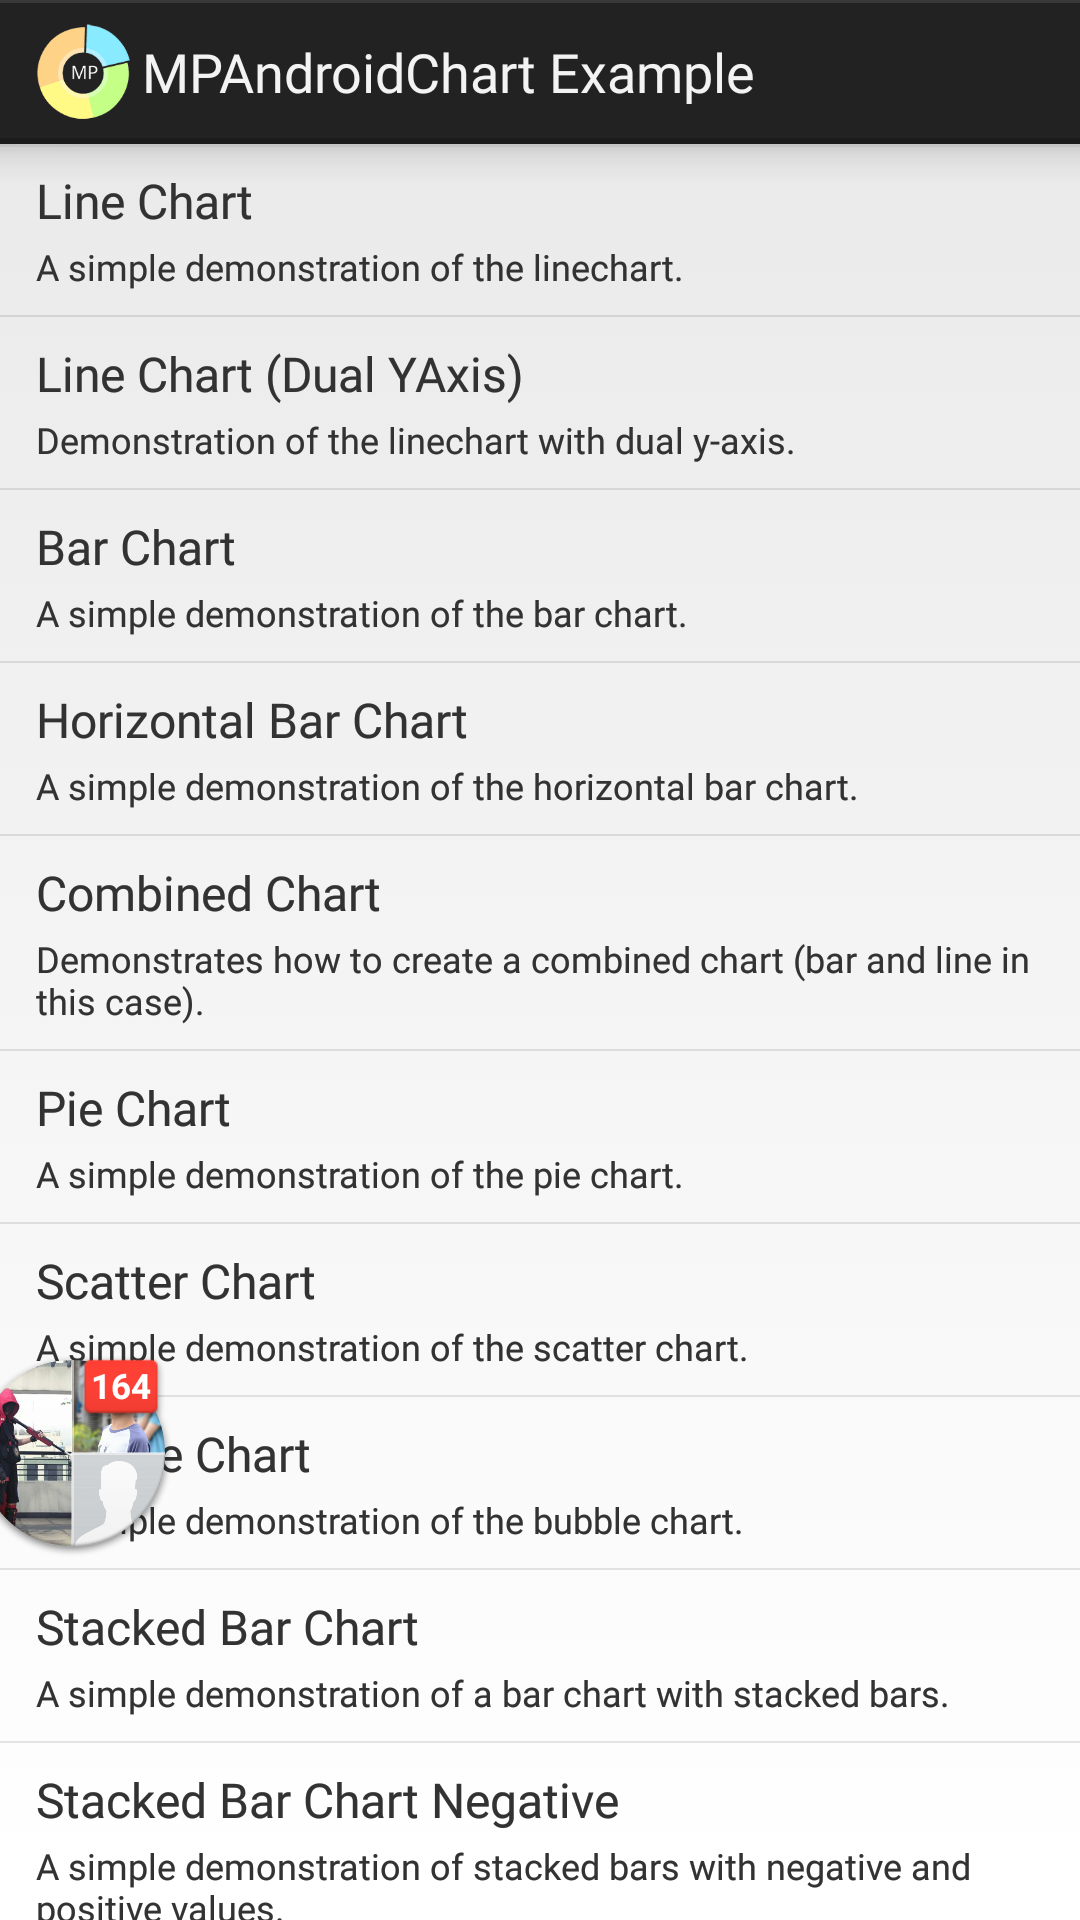 MP
MPAndroidChart Example
Line Chart
A simple demonstration of the linechart.
Line Chart (Dual YAxis)
Demonstration of the linechart with dual y-axis.
Bar Chart
A simple demonstration of the bar chart.
Horizontal Bar Chart
A simple demonstration of the horizontal bar chart.
Combined Chart
Demonstrates how to create a combined chart (bar and line in
this case).
Pie Chart
A simple demonstration of the pie chart.
Scatter Chart
A simple demonstration of the scatter chart.
164
Chart
demonstration of the bubble chart.
Stacked Bar Chart
A simple demonstration of a bar chart with stacked bars.
Stacked Bar Chart Negative
A simple demonstration of stacked bars with negative and
positive values.